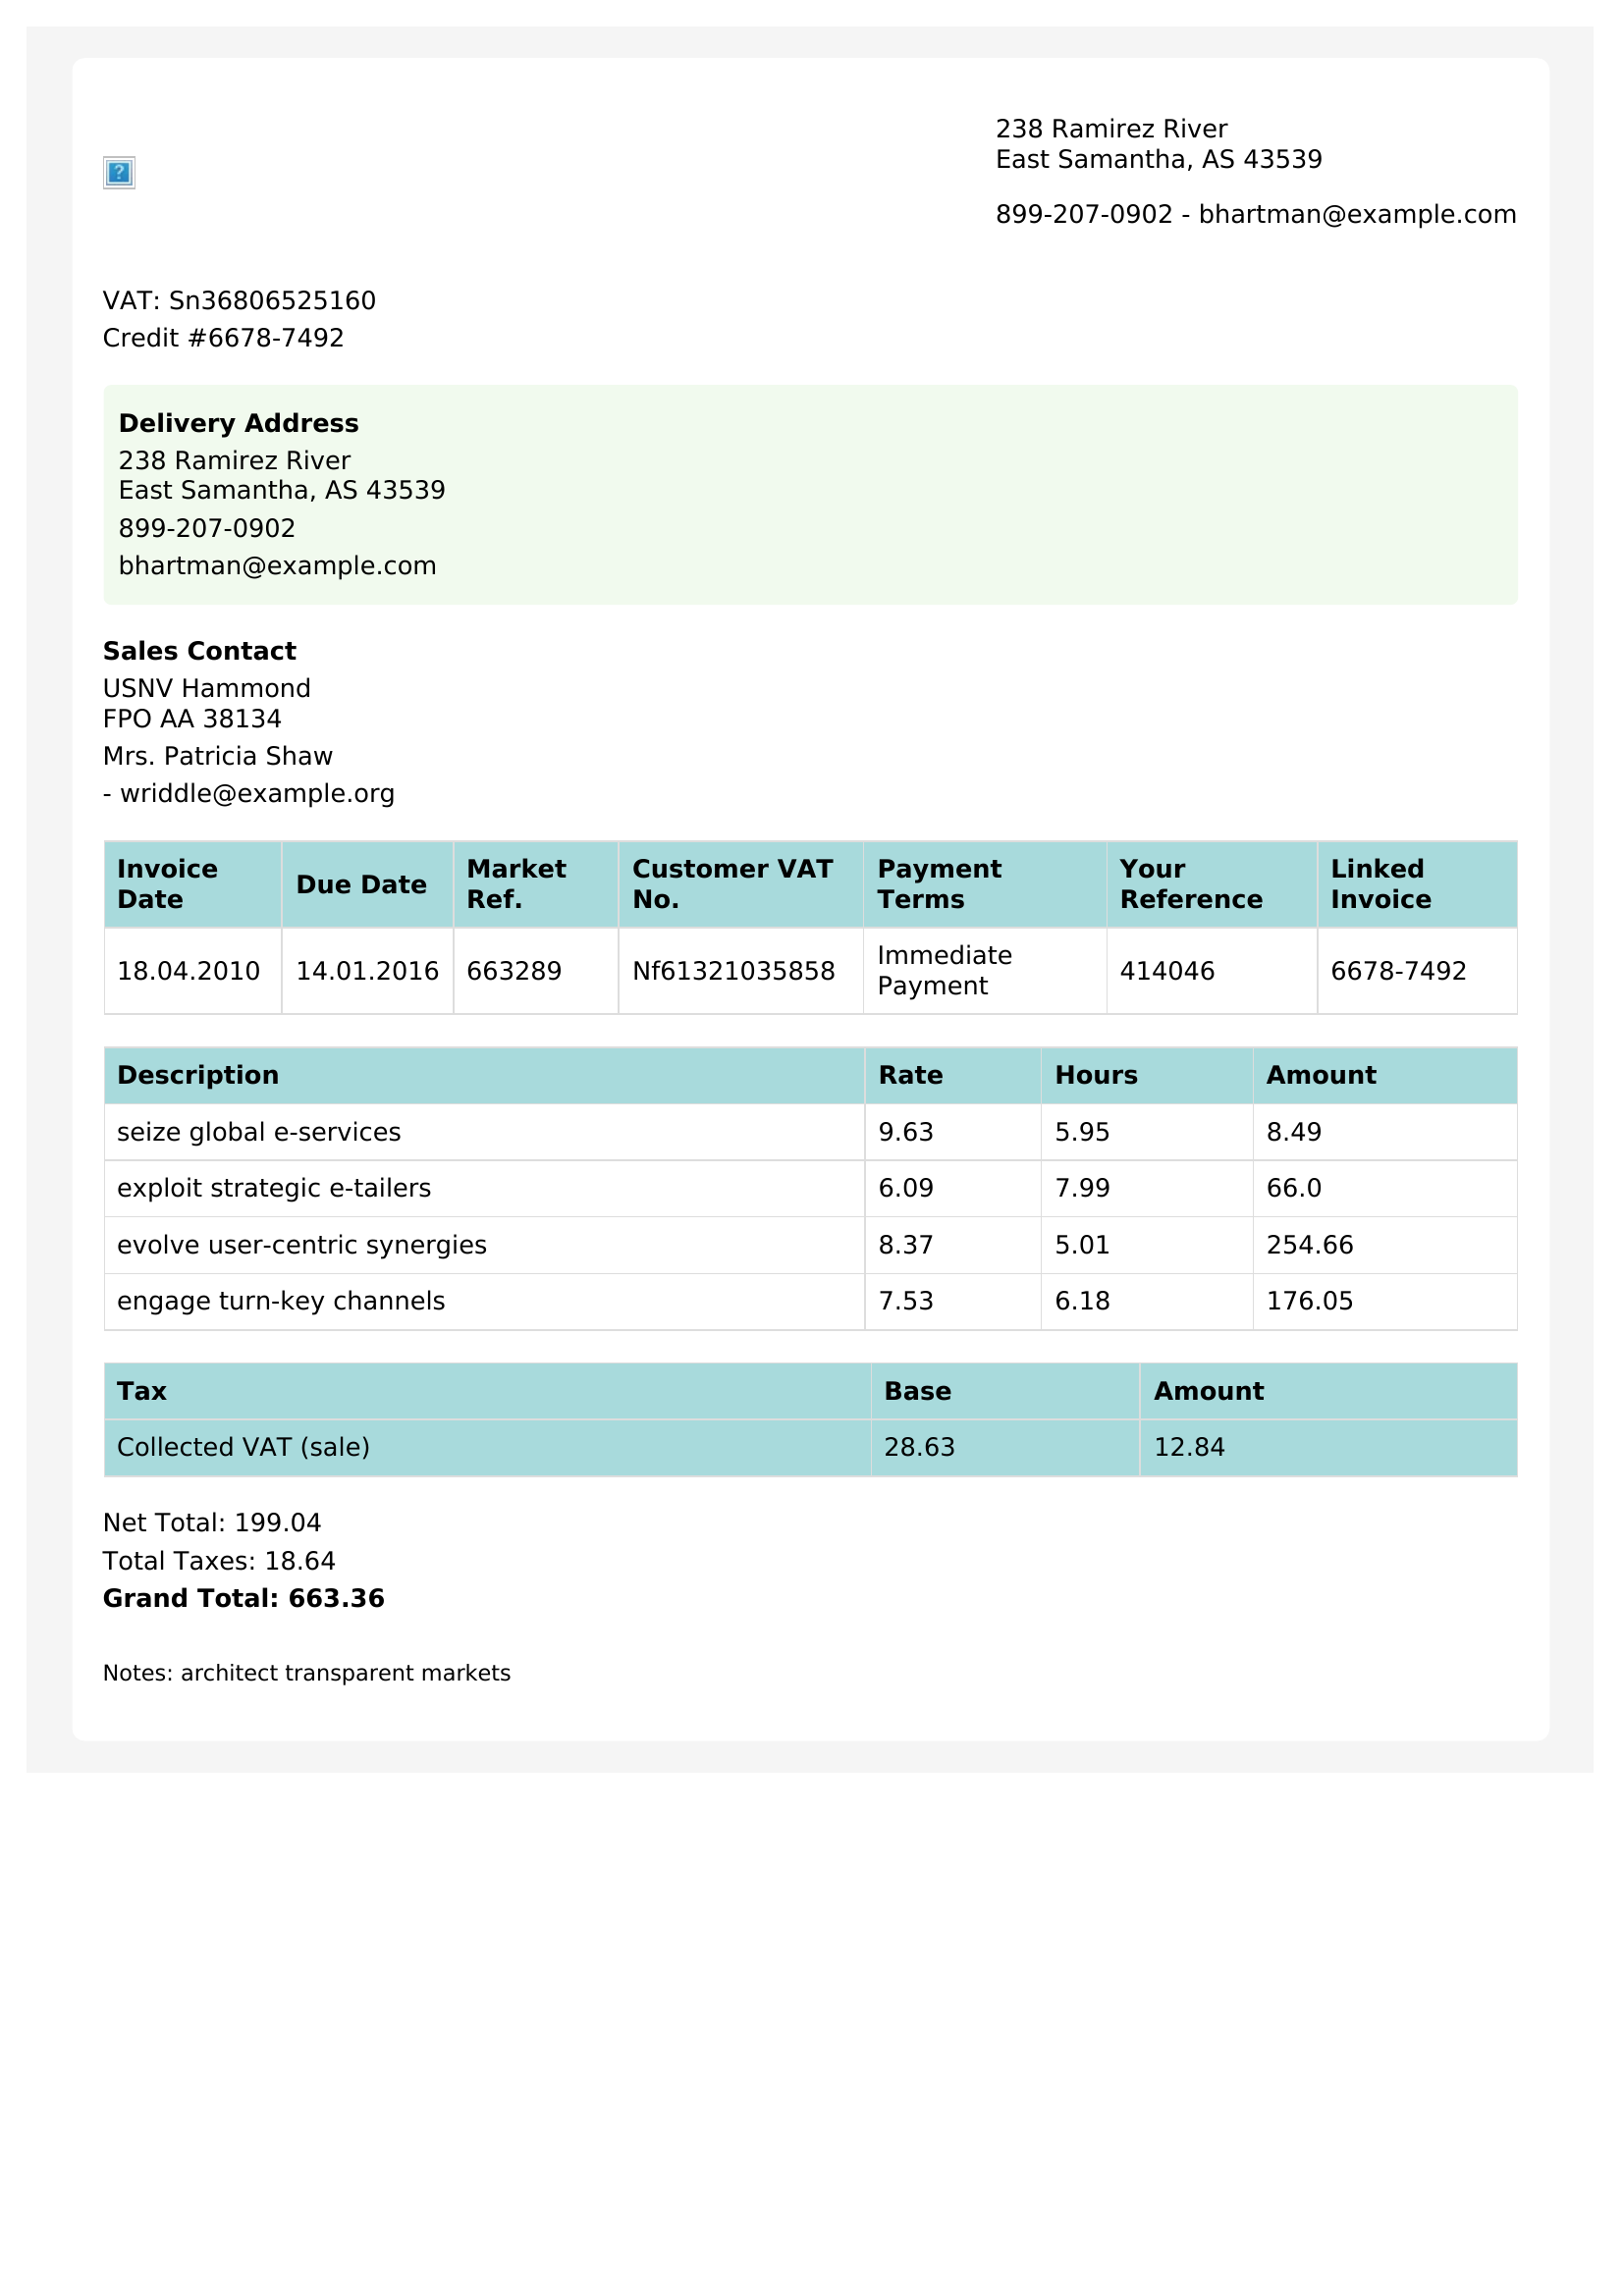 238 Ramirez River
East Samantha, AS 43539
899-207-0902 - bhartman@example.com
VAT: Sn36806525160
Credit #6678-7492
Delivery Address
238 Ramirez River
East Samantha, AS 43539
899-207-0902
bhartman@example.com
Sales Contact
USNV Hammond
FPO AA 38134
Mrs. Patricia Shaw
- wriddle@example.org
Invoice Date Due Date Market Ref. Customer VAT No. Payment Terms Your Reference Linked Invoice
18.04.2010 14.01.2016 663289 Nf61321035858 Immediate Payment 414046 6678-7492
Description Rate Hours Amount
seize global e-services 9.63 5.95 8.49
exploit strategic e-tailers 6.09 7.99 66.0
evolve user-centric synergies 8.37 5.01 254.66
engage turn-key channels 7.53 6.18 176.05
Tax Base Amount
Collected VAT (sale) 28.63 12.84
Net Total: 199.04
Total Taxes: 18.64
Grand Total: 663.36
Notes: architect transparent markets